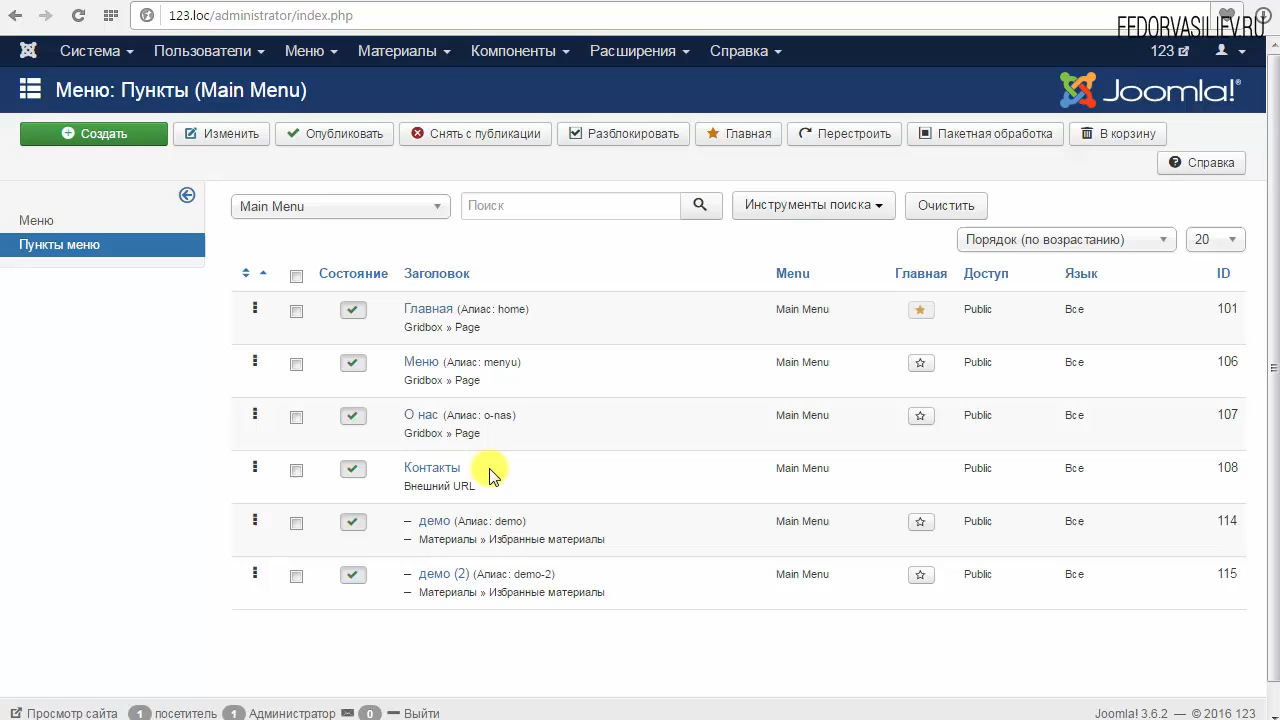 123.loc/administrator/index.php
FEDORVASILIEV.RU
Система Пользователи Меню Материалы Компоненты Расширения Справка 123
Меню: Пункты (Main Menu)
Joomla!®
Создать Изменить Опубликовать Снять с публикации Разблокировать Главная Перестроить Пакетная обработка В корзину
Справка
Меню
Пункты меню
Main Menu Поиск Инструменты поиска Очистить
Порядок (по возрастанию) 20
Состояние Заголовок Menu Главная Доступ Язык ID
Главная (Алиас: home) Main Menu Public Все 101
Gridbox » Page
Меню (Алиас: menyu) Main Menu Public Все 106
Gridbox » Page
О нас (Алиас: o-nas) Main Menu Public Все 107
Gridbox » Page
Контакты Main Menu Public Все 108
Внешний URL
– демо (Алиас: demo) Main Menu Public Все 114
– Материалы » Избранные материалы
– демо (2) (Алиас: demo-2) Main Menu Public Все 115
– Материалы » Избранные материалы
Просмотр сайта 1 посетитель 1 Администратор 0 Выйти Joomla! 3.6.2 — © 2016 123